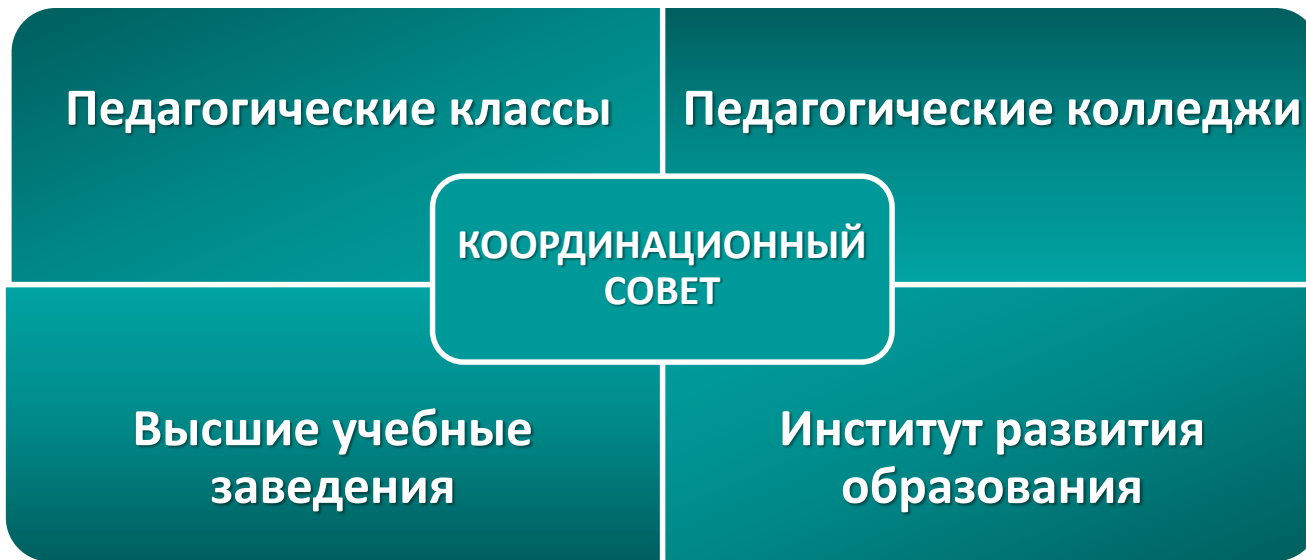 Педагогические классы
Педагогические колледжи
КООРДИНАЦИОННЫЙ
СОВЕТ
Высшие учебные
заведения
Институт развития
образования